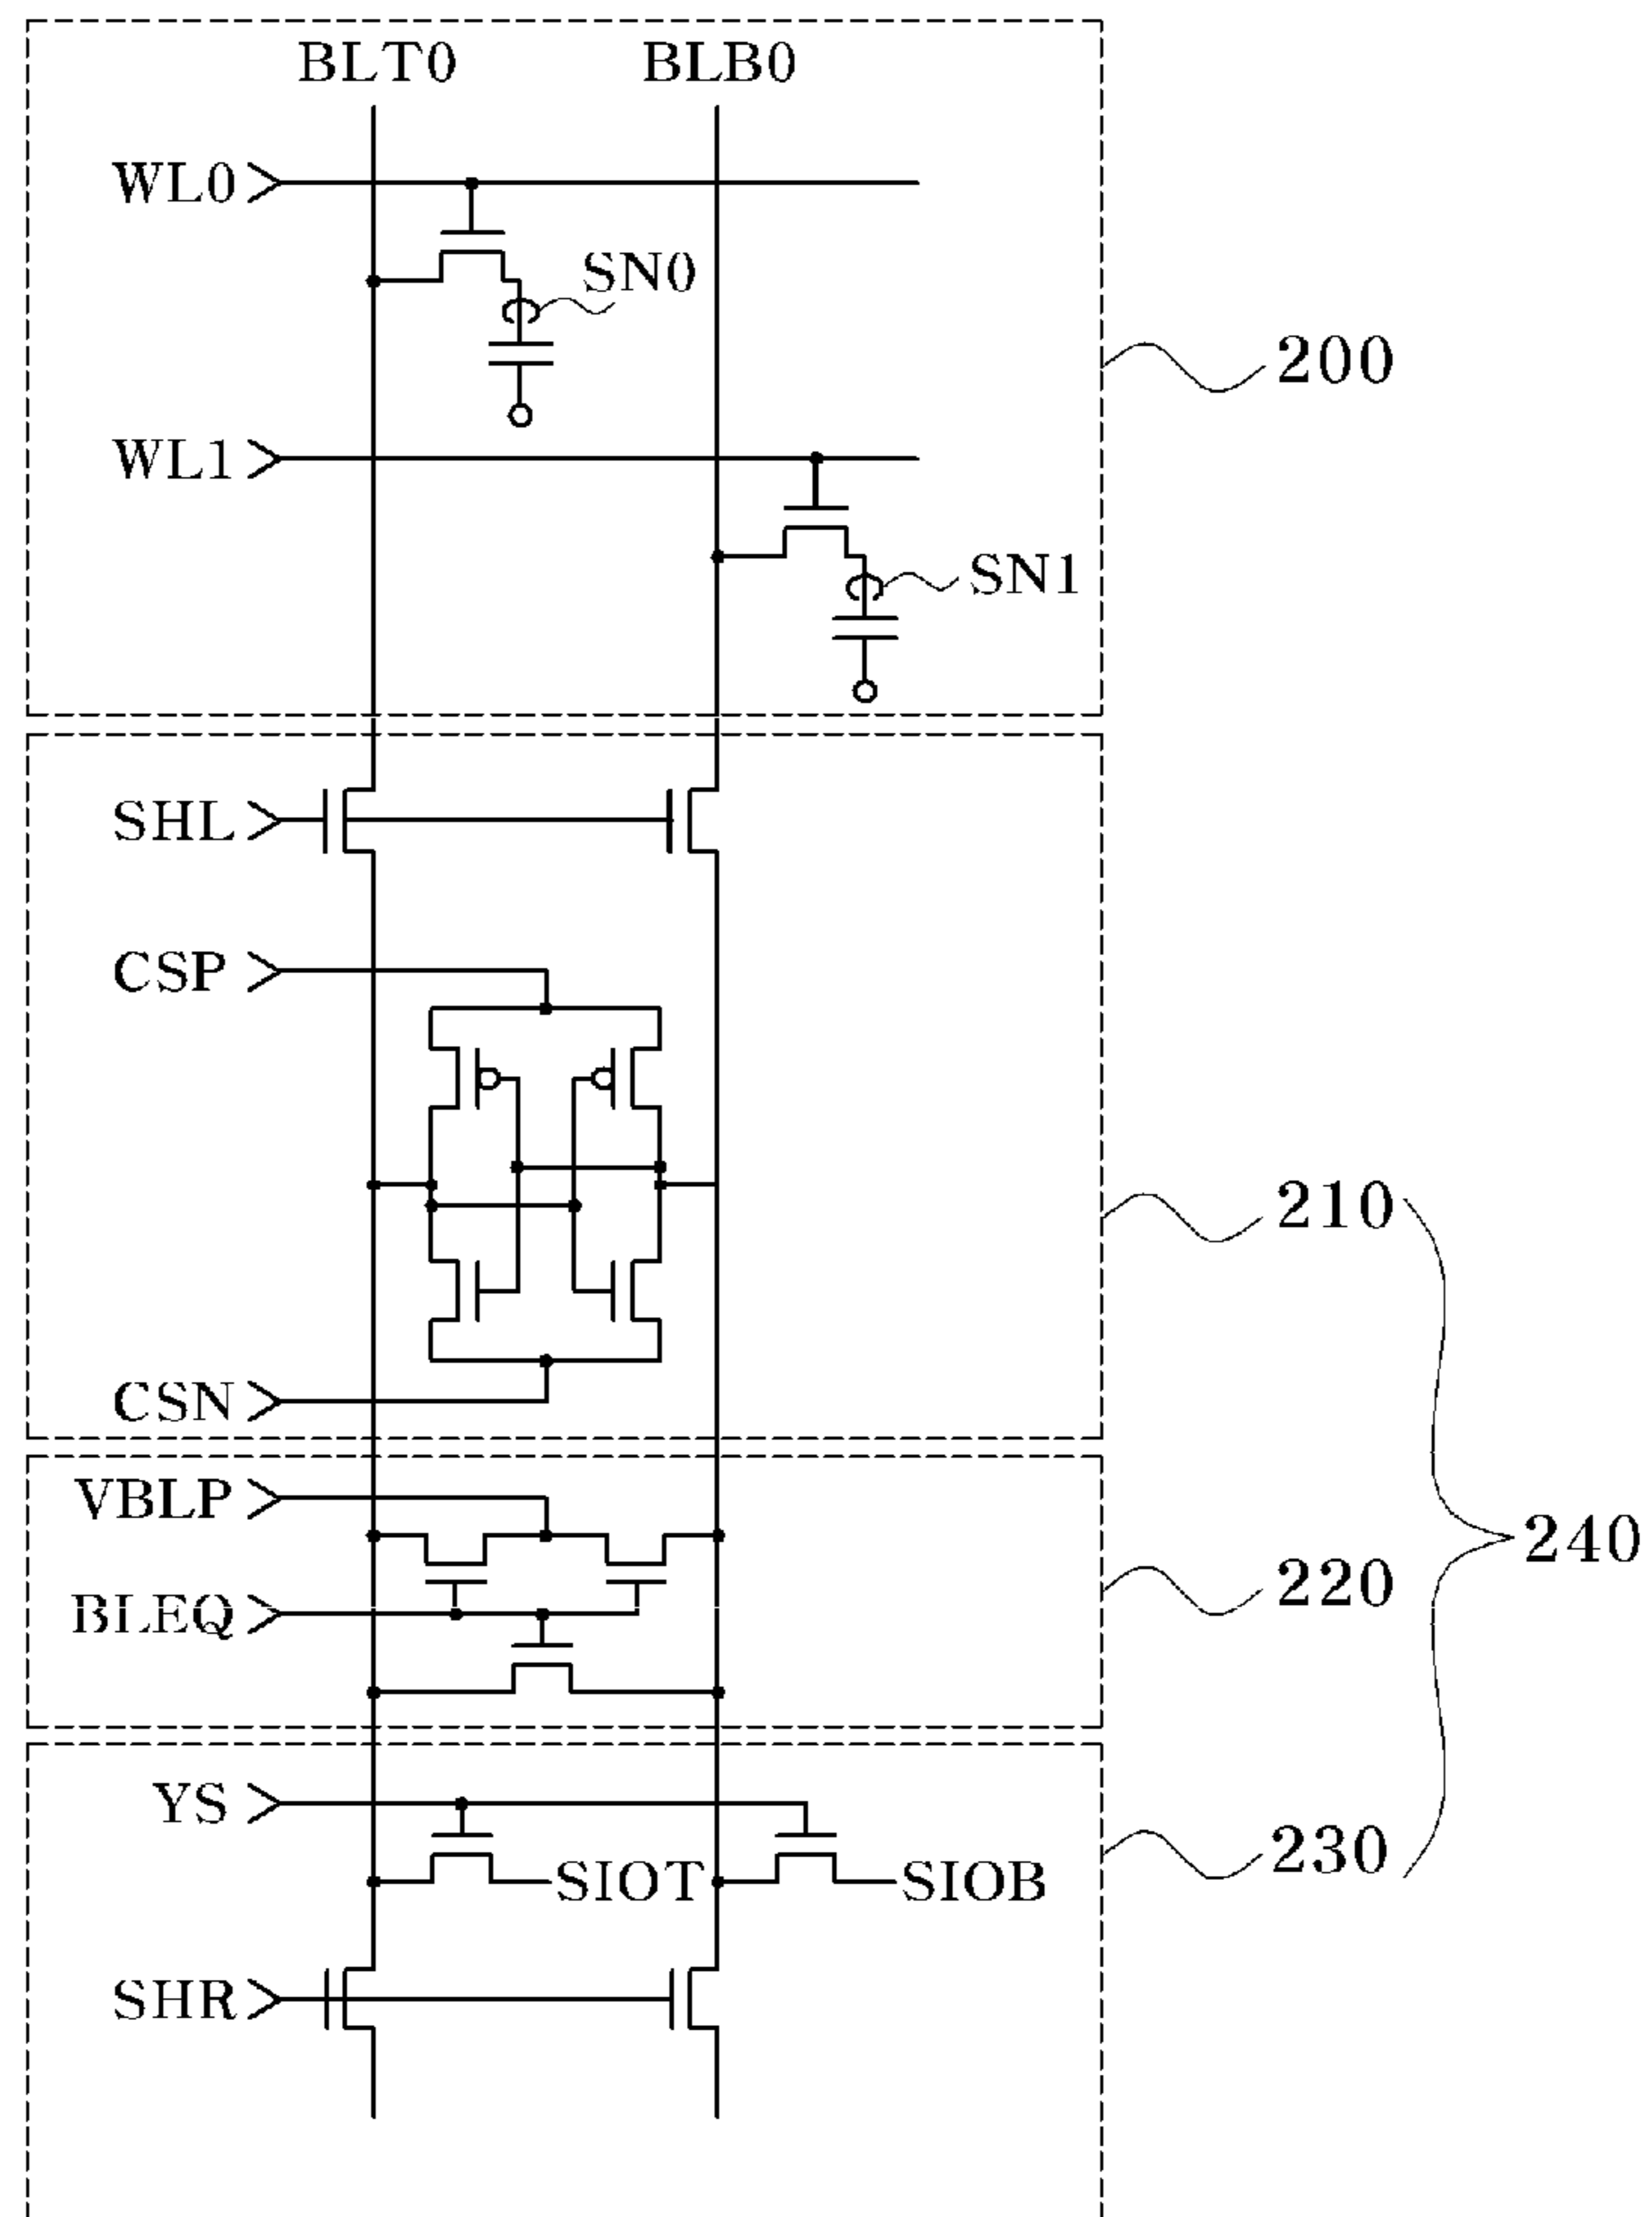 BLT0 BLB0
WL0
SN0
200
WL1
SN1
SHL
CSP
210
CSN
VBLP
240
220
BLEQ
YS
230
SIOT SIOB
SHR